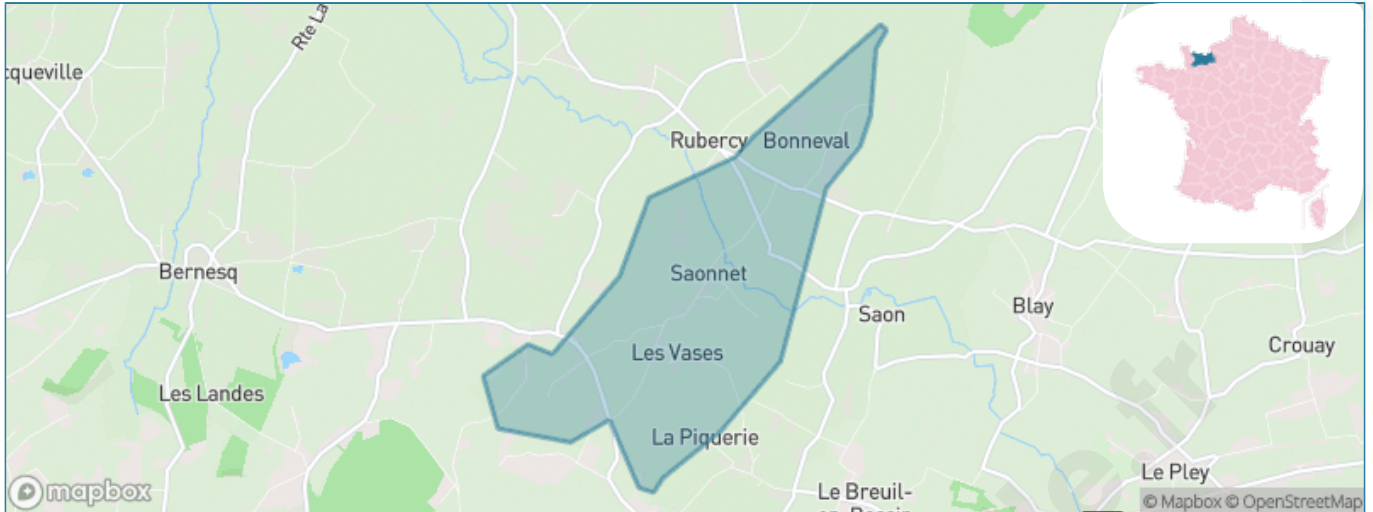 Rte La
cqueville
Rubercy
Bonneval
Bernesq
Saonnet
Saon
Blay
Crouay
Les Vases
Les Landes
La Piquerie
Le Pley
Le Breuil-
mapbox
© Mapbox © OpenStreetMap